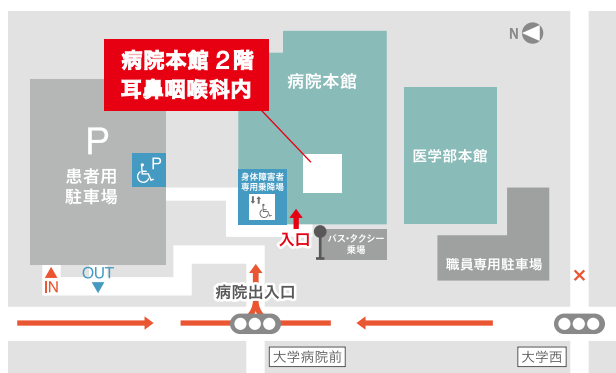 N
病院本館 2階
耳鼻咽喉科内
病院本館
P
患者用
駐車場
P
身体障害者
専用乗降場
医学部本館
入口
バス・タクシー
乗場
職員専用駐車場
IN
OUT
病院出入口
×
大学病院前
大学西